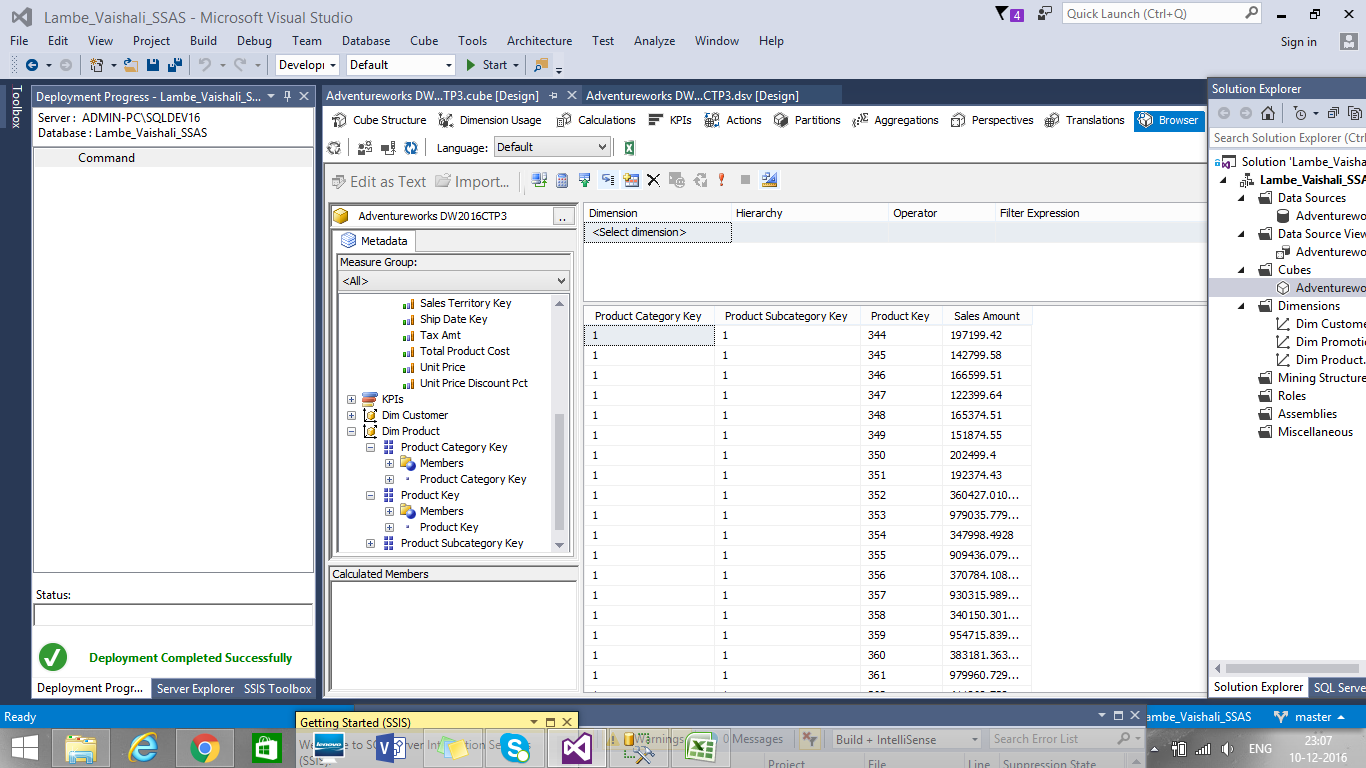 Lambe_Vaishali_SSAS - Microsoft Visual Studio
4
Quick Launch (Ctrl+Q)
File Edit View Project Build Debug Team Database Cube Tools Architecture Test Analyze Window Help
Sign in
Developi Default Start
Toolbox
Deployment Progress - Lambe_Vaishali_S...
Server : ADMIN-PC\SQLDEV16
Database : Lambe_Vaishali_SSAS
Command
Status:
Deployment Completed Successfully
Deployment Progr... Server Explorer SSIS Toolbox
Adventureworks DW...TP3.cube [Design] Adventureworks DW...CTP3.dsv [Design]
Cube Structure Dimension Usage Calculations KPIs Actions Partitions Aggregations Perspectives Translations Browser
Language: Default
Edit as Text Import...
Adventureworks DW2016CTP3 ..
Metadata
Measure Group:
<All>
Sales Territory Key
Ship Date Key
Tax Amt
Total Product Cost
Unit Price
Unit Price Discount Pct
KPIs
Dim Customer
Dim Product
Product Category Key
Members
Product Category Key
Product Key
Members
Product Key
Product Subcategory Key
Calculated Members
Dimension Hierarchy Operator Filter Expression
<Select dimension>
Product Category Key Product Subcategory Key Product Key Sales Amount
1 1 344 197199.42
1 1 345 142799.58
1 1 346 166599.51
1 1 347 122399.64
1 1 348 165374.51
1 1 349 151874.55
1 1 350 202499.4
1 1 351 192374.43
1 1 352 360427.010...
1 1 353 979035.779...
1 1 354 347998.4928
1 1 355 909436.079...
1 1 356 370784.108...
1 1 357 930315.989...
1 1 358 340150.301...
1 1 359 954715.839...
1 1 360 383181.363...
1 1 361 979960.729...
Solution Explorer
Search Solution Explorer (Ctrl
Solution 'Lambe_Vaisha
Lambe_Vaishali_SSAS
Data Sources
Adventurewo
Data Source View
Adventurewo
Cubes
Adventurewo
Dimensions
Dim Custome
Dim Promoti
Dim Product.
Mining Structure
Roles
Assemblies
Miscellaneous
Solution Explorer SQL Serve
Ready
ambe_Vaishali_SSAS master
Getting Started (SSIS)
(SSIS).
Warnings 0 Messages Build + IntelliSense Search Error List
Project File Line Suppression State
lenovo
ENG
23:07
10-12-2016